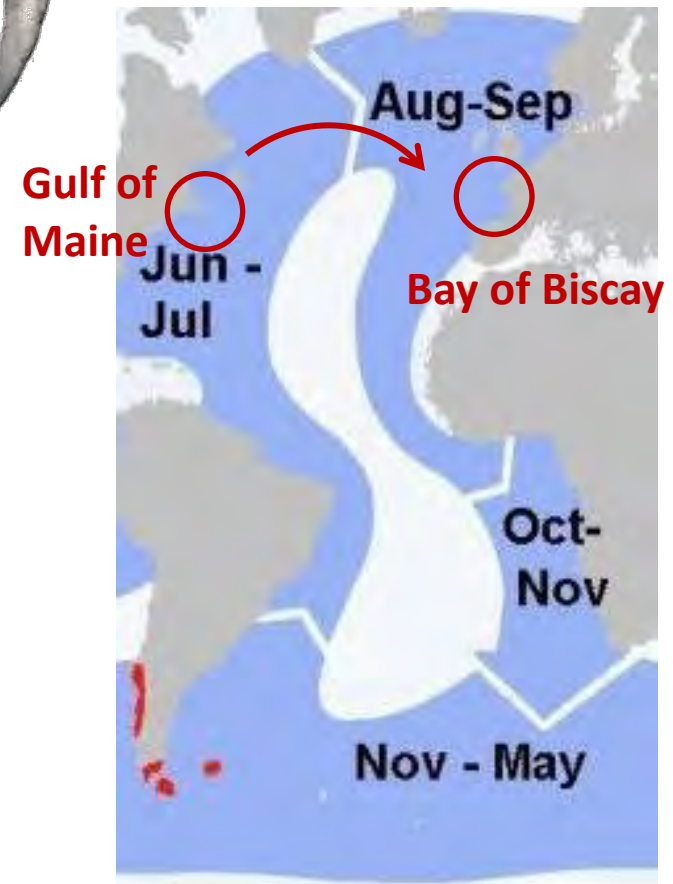 Aug-Sep
Gulf of
Maine
Jun -
Jul
Bay of Biscay
Oct-
Nov
Nov - May